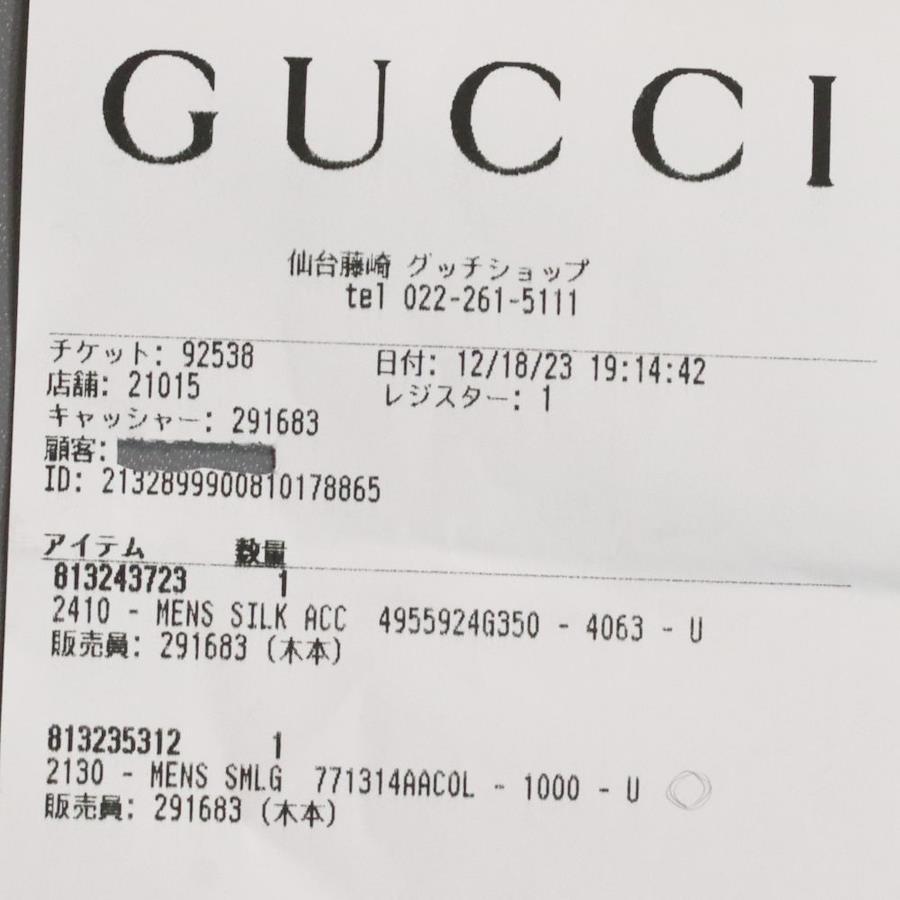 GUCCI
仙台藤崎 グッチショップ
tel 022-261-5111
チケット: 92538 日付: 12/18/23 19:14:42
店舗: 21015 レジスター: 1
キャッシャー: 291683
顧客:
ID: 2132899900810178865
アイテム 数量
813243723 1
2410 - MENS SILK ACC 4955924G350 - 4063 - U
販売員: 291683 (木本)
813235312 1
2130 - MENS SMLG 771314AACOL - 1000 - U
販売員: 291683 (木本)